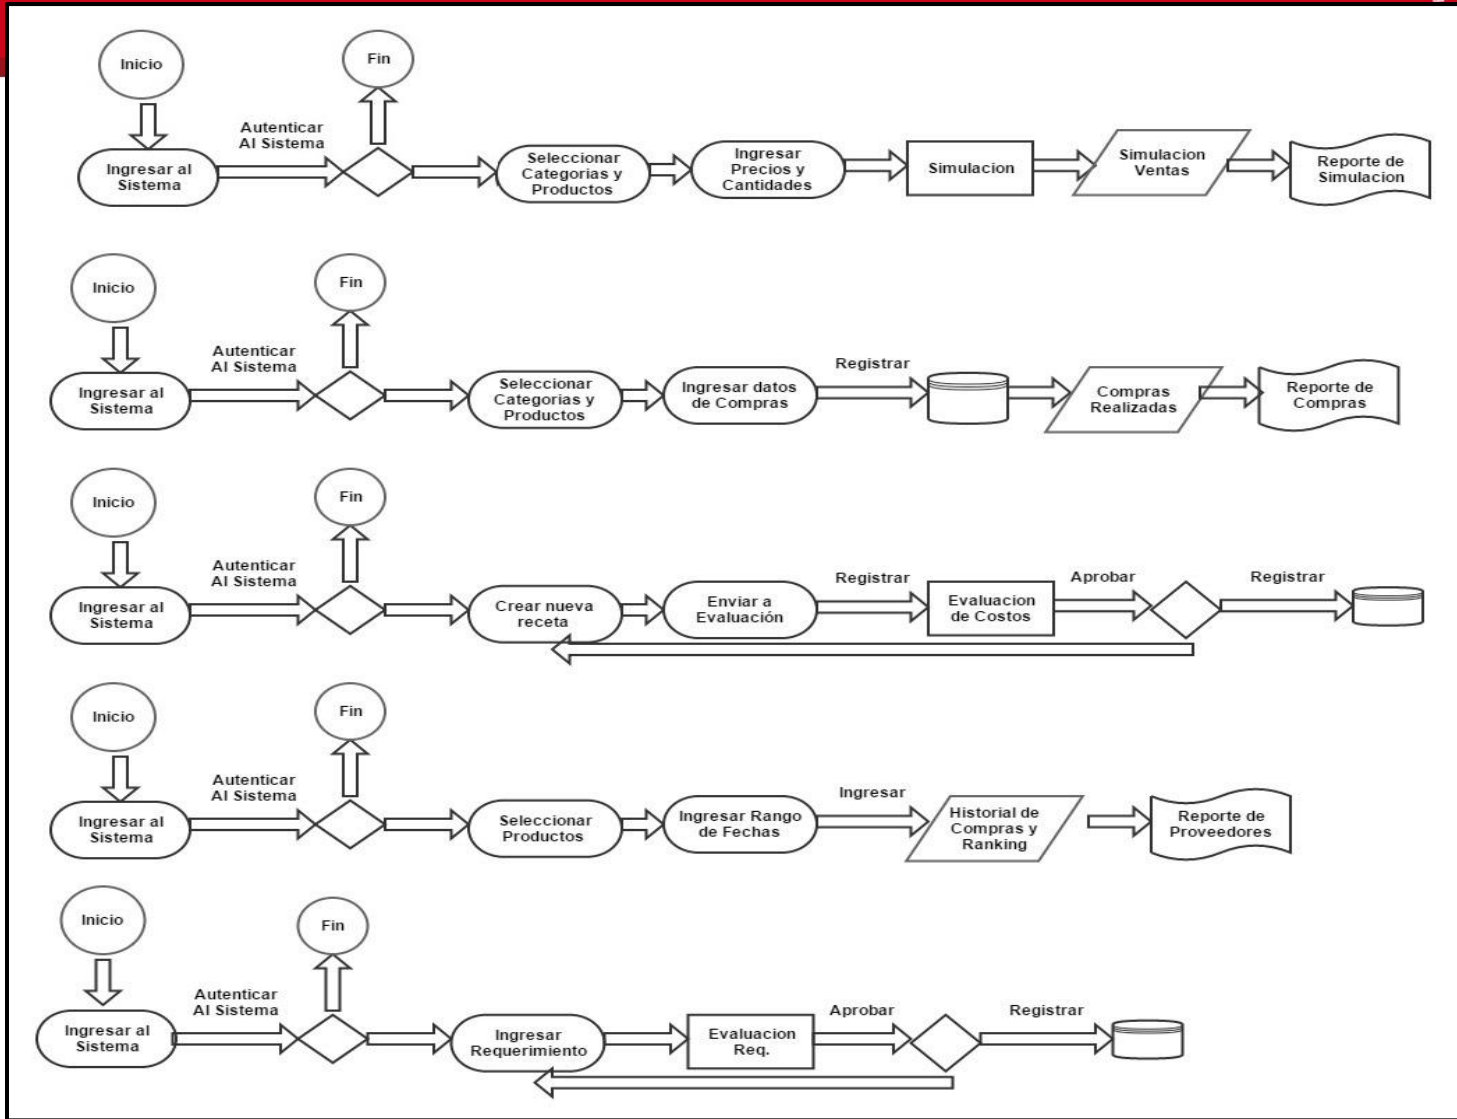 Inicio
Fin
Autenticar
Al Sistema
Ingresar al
Sistema
Seleccionar
Categorias y
Productos
Ingresar
Precios y
Cantidades
Simulacion
Simulacion
Ventas
Reporte de
Simulacion
Inicio
Fin
Autenticar
Al Sistema
Ingresar al
Sistema
Seleccionar
Categorias y
Productos
Ingresar datos
de Compras
Registrar
Compras
Realizadas
Reporte de
Compras
Inicio
Fin
Autenticar
Al Sistema
Ingresar al
Sistema
Crear nueva
receta
Enviar a
Evaluación
Registrar
Evaluacion
de Costos
Aprobar
Registrar
Inicio
Fin
Autenticar
Al Sistema
Ingresar al
Sistema
Seleccionar
Productos
Ingresar Rango
de Fechas
Ingresar
Historial de
Compras y
Ranking
Reporte de
Proveedores
Inicio
Fin
Autenticar
Al Sistema
Ingresar al
Sistema
Ingresar
Requerimiento
Evaluacion
Req.
Aprobar
Registrar